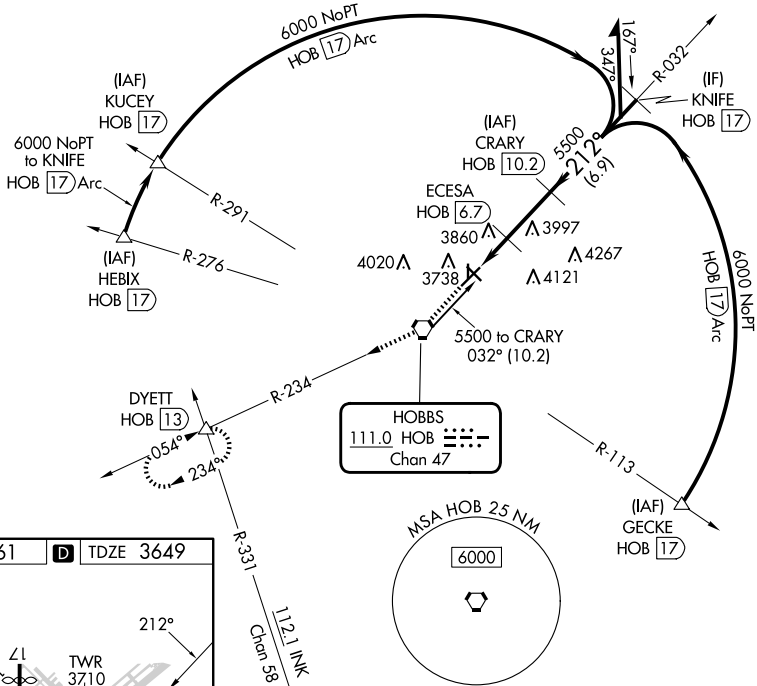 6000 NoPT
HOB 17 Arc
(IAF)
KUCEY
HOB 17
6000 NoPT
to KNIFE
HOB 17 Arc
R-291
(IAF)
HEBIX
HOB 17
R-276
347°
167°
R-032
(IF)
KNIFE
HOB 17
(IAF)
CRARY
HOB 10.2
5500
212°
(6.9)
ECESA
HOB 6.7
3860
3997
4020
3738
4267
4121
6000 NoPT
HOB 17 Arc
5500 to CRARY
032° (10.2)
R-234
DYETT
HOB 13
054°
234°
HOBBS
111.0 HOB
Chan 47
R-113
(IAF)
GECKE
HOB 17
R-331
112.1 INK
Chan 58
MSA HOB 25 NM
6000
61 D TDZE 3649
212°
17
TWR
3710